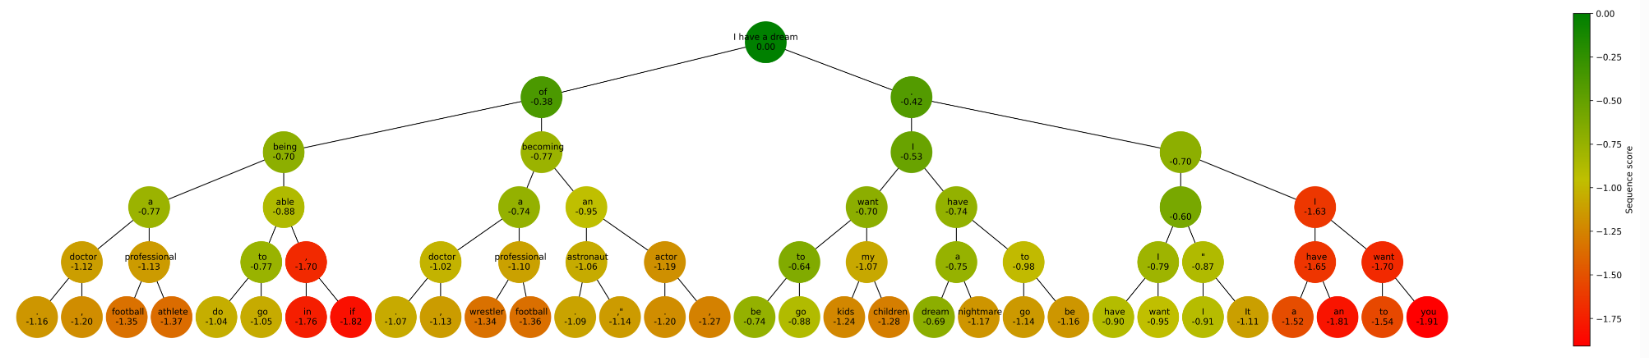 I have a dream
0.00
of
-0.38
,
-0.42
being
-0.70
becoming
-0.77
I
-0.53
-0.70
a
-0.77
able
-0.88
a
-0.74
an
-0.95
want
-0.70
have
-0.74
-0.60
I
-1.63
doctor
-1.12
professional
-1.13
to
-0.77
,
-1.70
doctor
-1.02
professional
-1.10
astronaut
-1.06
actor
-1.19
to
-0.64
my
-1.07
a
-0.75
to
-0.98
I
-0.79
"
-0.87
have
-1.65
want
-1.70
.
-1.16
,
-1.20
football
-1.35
athlete
-1.37
do
-1.04
go
-1.05
in
-1.76
if
-1.82
.
-1.07
,
-1.13
wrestler
-1.34
football
-1.36
.
-1.09
,"
-1.14
.
-1.20
,
-1.27
be
-0.74
go
-0.88
kids
-1.24
children
-1.28
dream
-0.69
nightmare
-1.17
go
-1.14
be
-1.16
have
-0.90
want
-0.95
I
-0.91
It
-1.11
a
-1.52
an
-1.81
to
-1.54
you
-1.91
0.00
−0.25
−0.50
−0.75
−1.00
−1.25
−1.50
−1.75
Sequence score